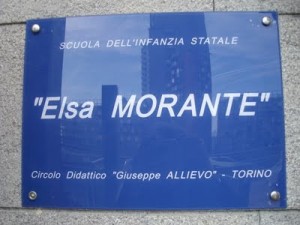 SCUOLA DELL'INFANZIA STATALE
"Elsa MORANTE"
Circolo Didattico "Giuseppe ALLIEVO" - TORINO